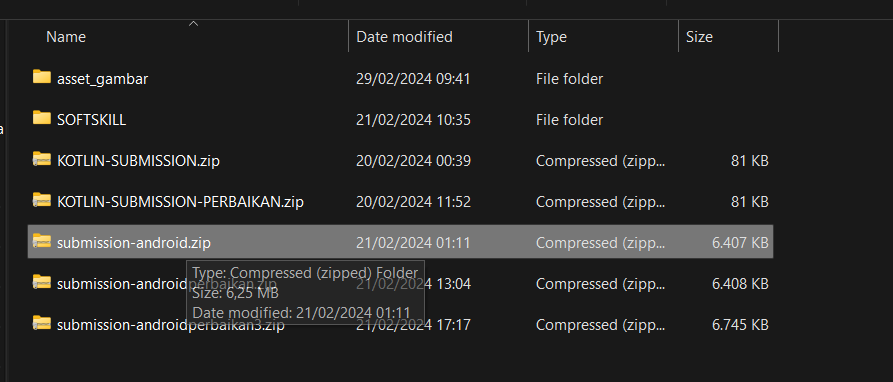 Name Date modified Type Size
asset_gambar 29/02/2024 09:41 File folder
a
SOFTSKILL 21/02/2024 10:35 File folder
KOTLIN-SUBMISSION.zip 20/02/2024 00:39 Compressed (zipp... 81 KB
KOTLIN-SUBMISSION-PERBAIKAN.zip 20/02/2024 11:52 Compressed (zipp... 81 KB
submission-android.zip 21/02/2024 01:11 Compressed (zipp... 6.407 KB
Type: Compressed (zipped) Folder
submission-androidperbaikan.zip 21/02/2024 13:04 Compressed (zipp... 6.408 KB
Size: 6,25 MB
Date modified: 21/02/2024 01:11
submission-androidperbaikan3.zip 21/02/2024 17:17 Compressed (zipp... 6.745 KB